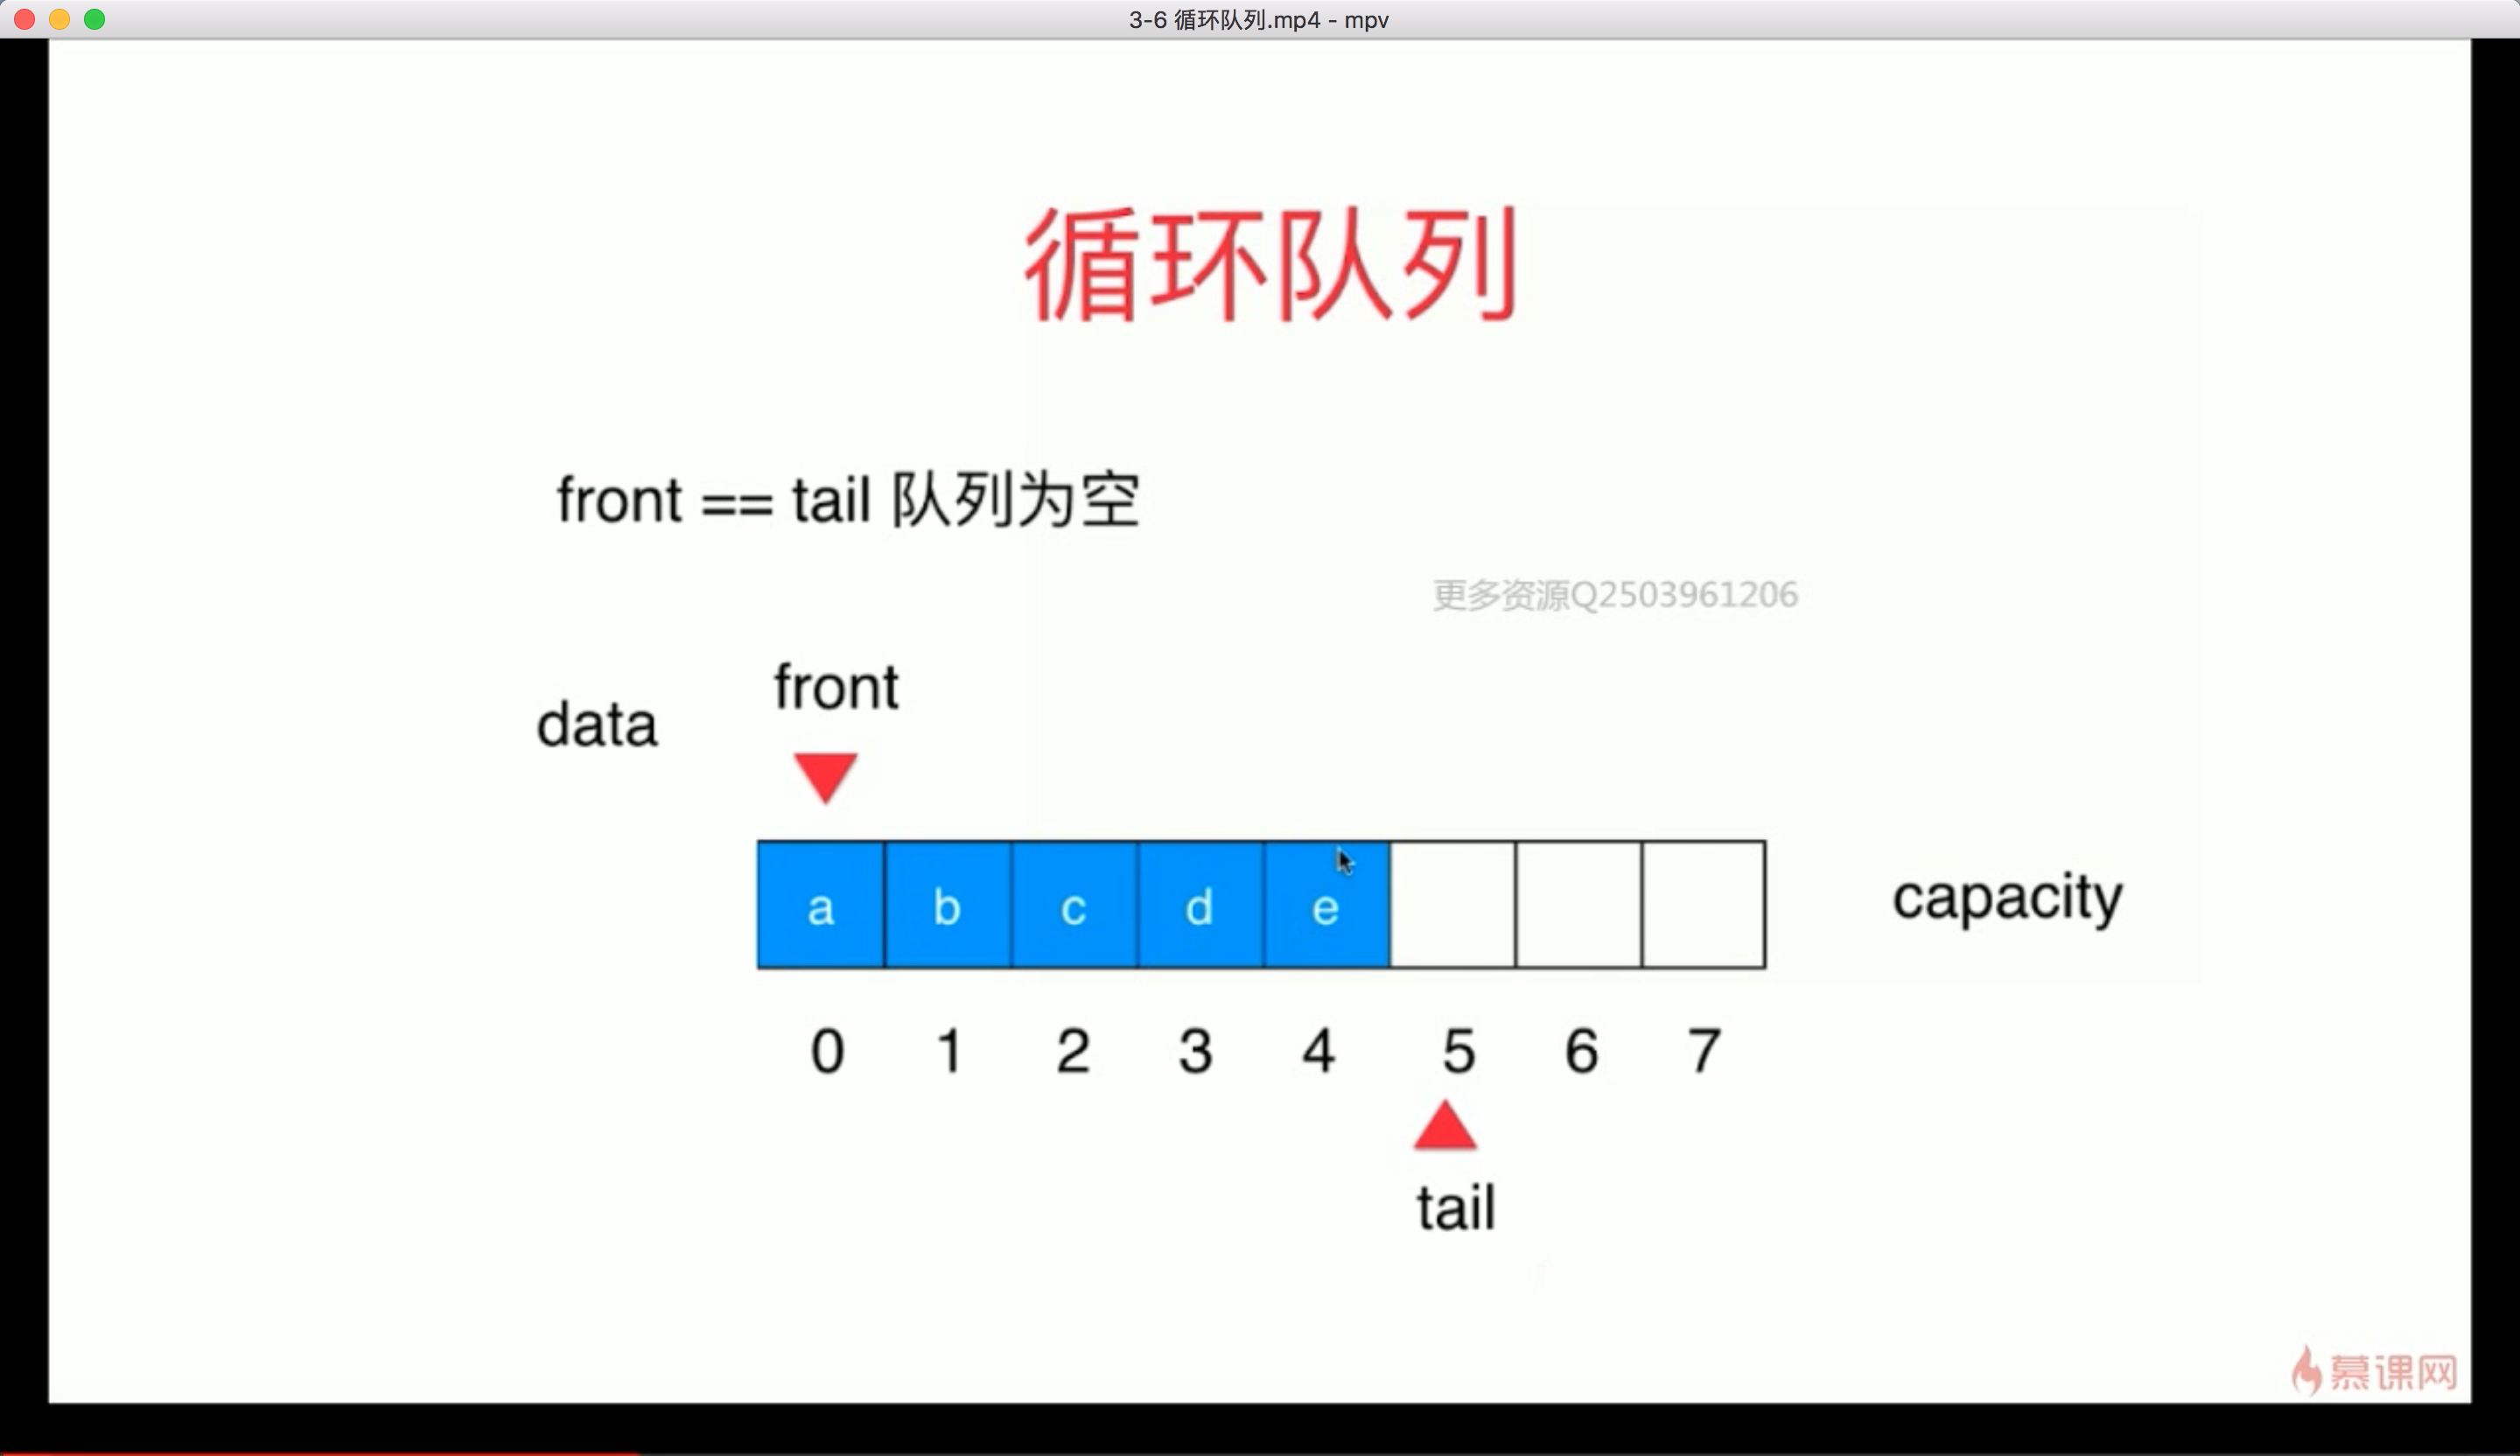 3-6 循环队列.mp4 - mpv
循环队列
front == tail 队列为空
更多资源Q2503961206
front
data
a b c d e
capacity
0 1 2 3 4 5 6 7
tail
慕课网